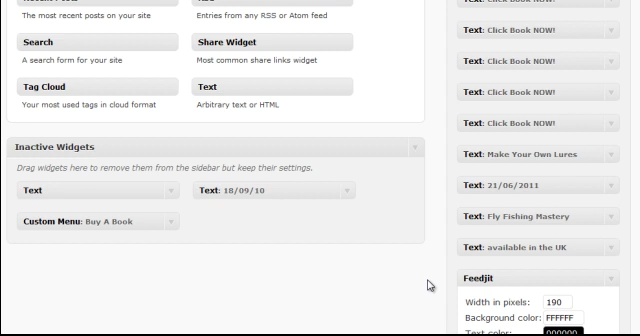 The most recent posts on your site
Entries from any RSS or Atom feed
Search
Share Widget
A search form for your site
Most common share links widget
Tag Cloud
Text
Your most used tags in cloud format
Arbitrary text or HTML
Inactive Widgets
Drag widgets here to remove them from the sidebar but keep their settings.
Text
Text: 18/09/10
Custom Menu: Buy A Book
Text: Click Book NOW!
Text: Click Book NOW!
Text: Click Book NOW!
Text: Click Book NOW!
Text: Click Book NOW!
Text: Make Your Own Lures
Text: 21/06/2011
Text: Fly Fishing Mastery
Text: available in the UK
Feedjit
Width in pixels: 190
Background color: FFFFFF
Text color: 000000